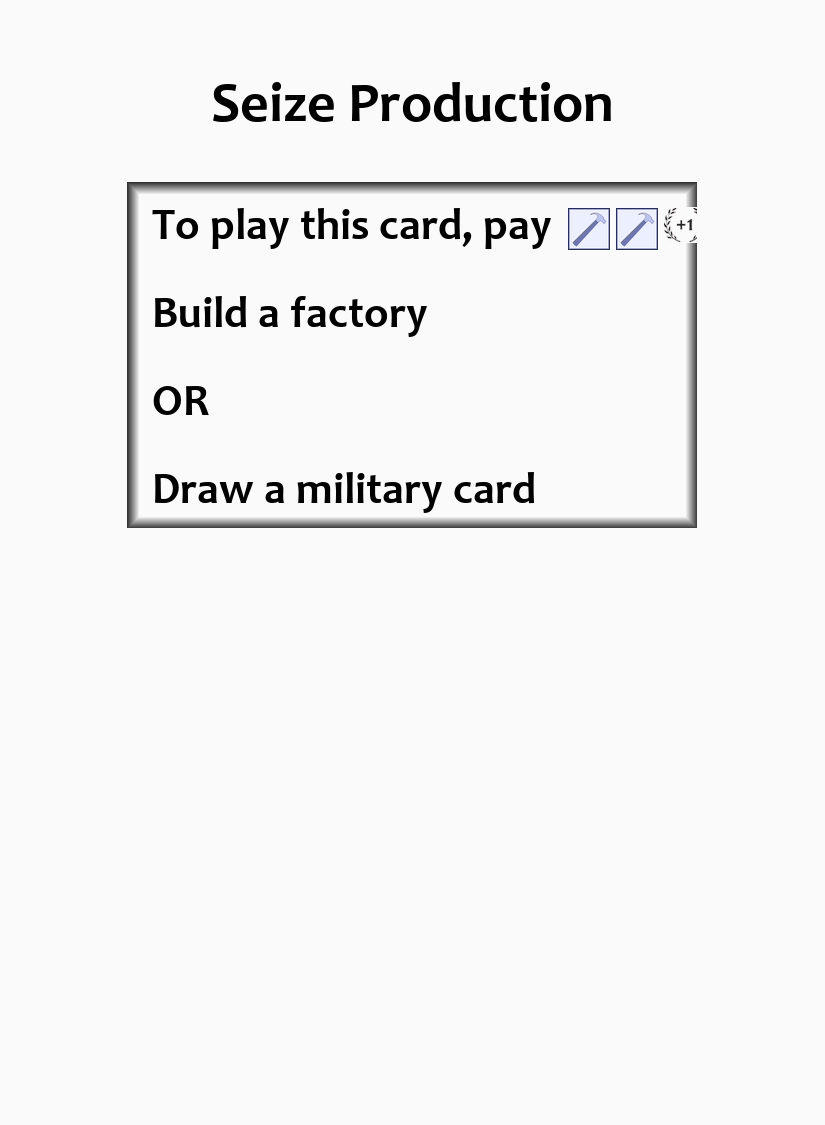 Seize Production
To play this card, pay +1
Build a factory
OR
Draw a military card